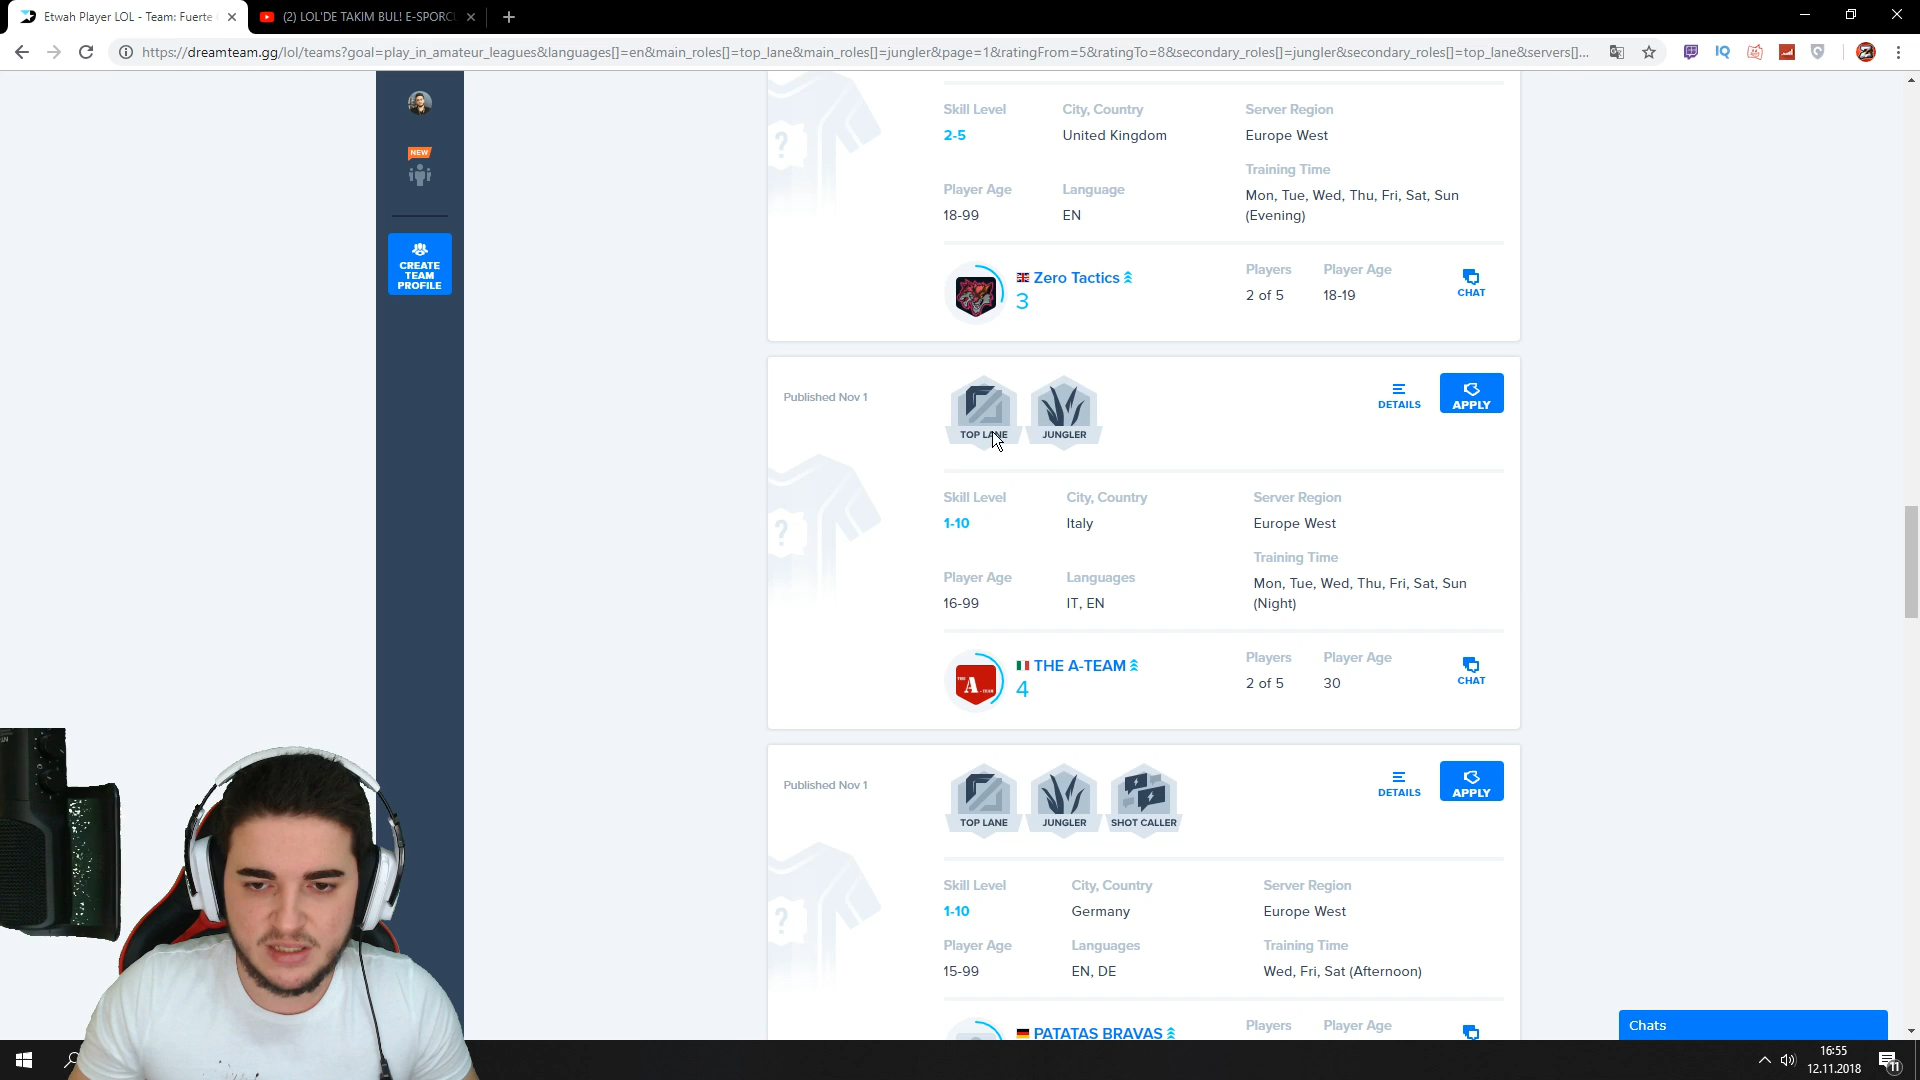 Etwah Player LOL - Team: Fuerte
(2) LOL'DE TAKIM BUL! E-SPORCU
https://dreamteam.gg/lol/teams?goal=play_in_amateur_leagues&languages[]=en&main_roles[]=top_lane&main_roles[]=jungler&page=1&ratingFrom=5&ratingTo=8&secondary_roles[]=jungler&secondary_roles[]=top_lane&servers[]...
IQ
NEW
CREATE
TEAM
PROFILE
Skill Level City, Country Server Region
2-5 United Kingdom Europe West
Training Time
Player Age Language Mon, Tue, Wed, Thu, Fri, Sat, Sun
18-99 EN (Evening)
Zero Tactics Players Player Age
3 2 of 5 18-19 CHAT
Published Nov 1 DETAILS APPLY
TOP LANE JUNGLER
Skill Level City, Country Server Region
1-10 Italy Europe West
Training Time
Player Age Languages Mon, Tue, Wed, Thu, Fri, Sat, Sun
16-99 IT, EN (Night)
THE A-TEAM Players Player Age
THE A-TEAM 4 2 of 5 30 CHAT
Published Nov 1 DETAILS APPLY
TOP LANE JUNGLER SHOT CALLER
Skill Level City, Country Server Region
1-10 Germany Europe West
Player Age Languages Training Time
15-99 EN, DE Wed, Fri, Sat (Afternoon)
PATATAS BRAVAS Players Player Age
Chats
16:55
12.11.2018
11